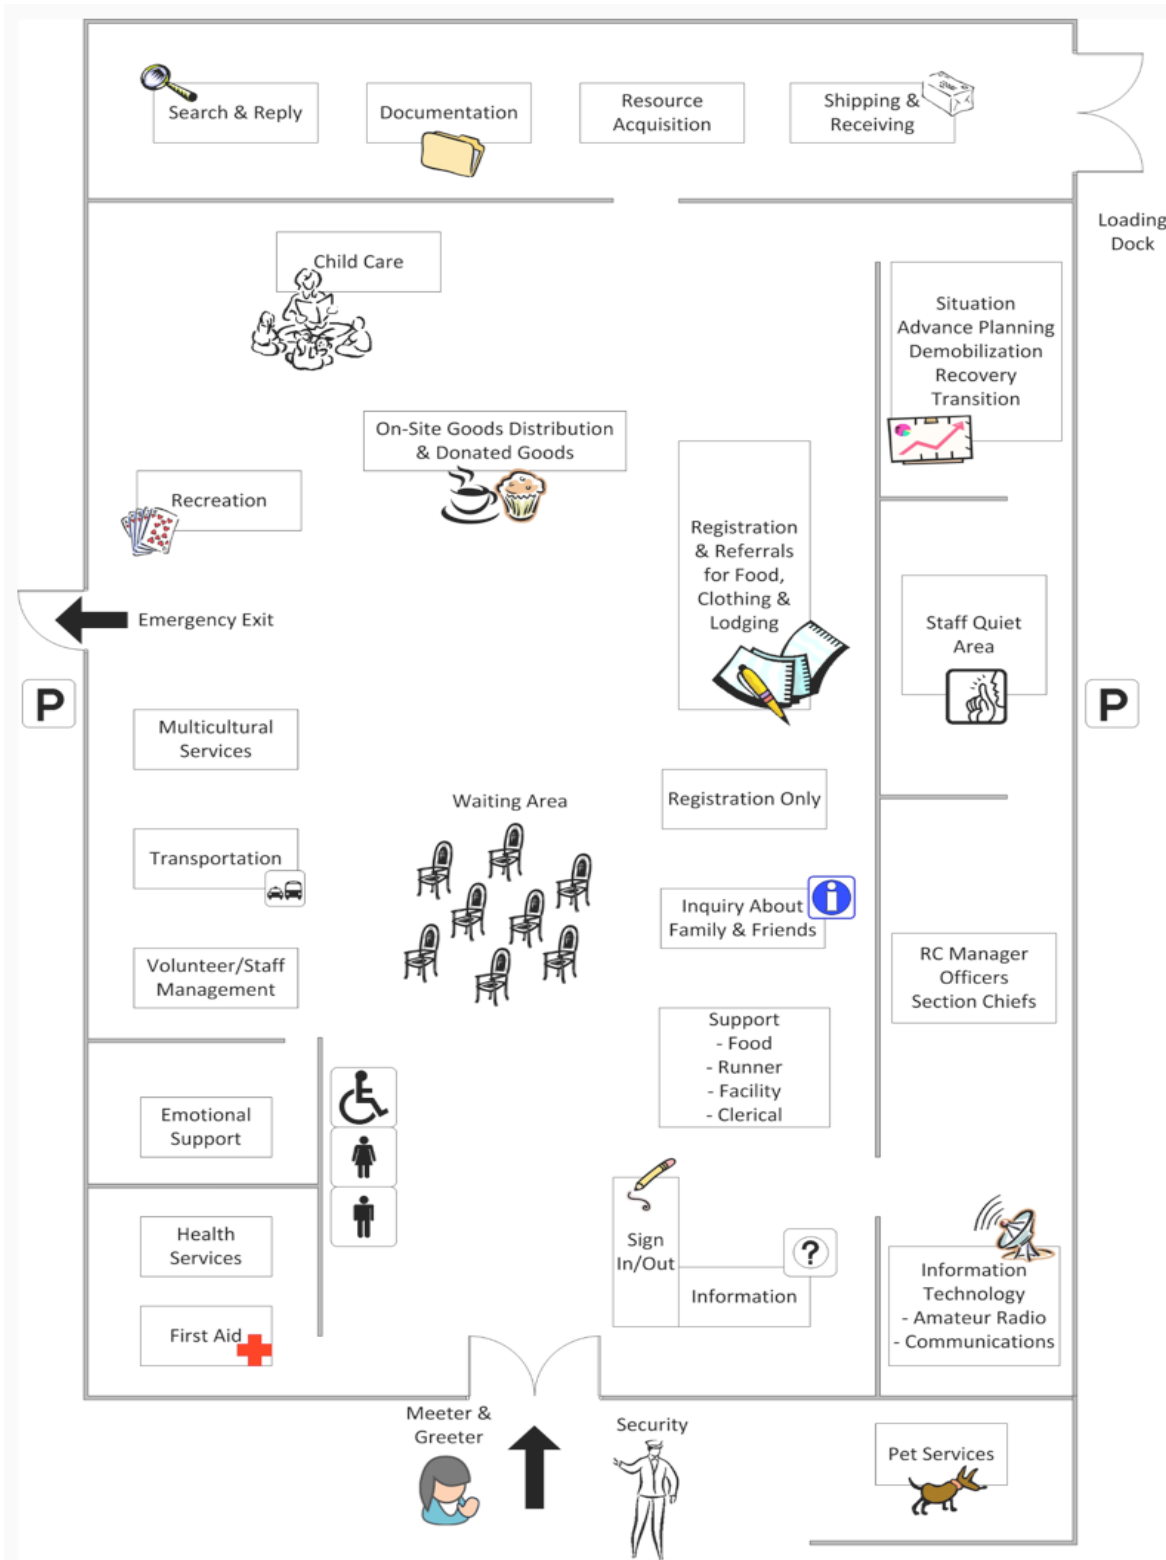 Search & Reply
Documentation
Resource
Acquisition
Shipping &
Receiving
Loading
Dock
Child Care
Situation
Advance Planning
Demobilization
Recovery
Transition
On-Site Goods Distribution
& Donated Goods
Recreation
Registration
& Referrals
for Food,
Clothing &
Lodging
Emergency Exit
Staff Quiet
Area
P
P
Multicultural
Services
Waiting Area
Registration Only
Transportation
Inquiry About
Family & Friends
i
Volunteer/Staff
Management
RC Manager
Officers
Section Chiefs
Support
- Food
- Runner
- Facility
- Clerical
Emotional
Support
Health
Services
Sign
In/Out
?
Information
Information
Technology
- Amateur Radio
- Communications
First Aid
Meeter &
Greeter
Security
Pet Services